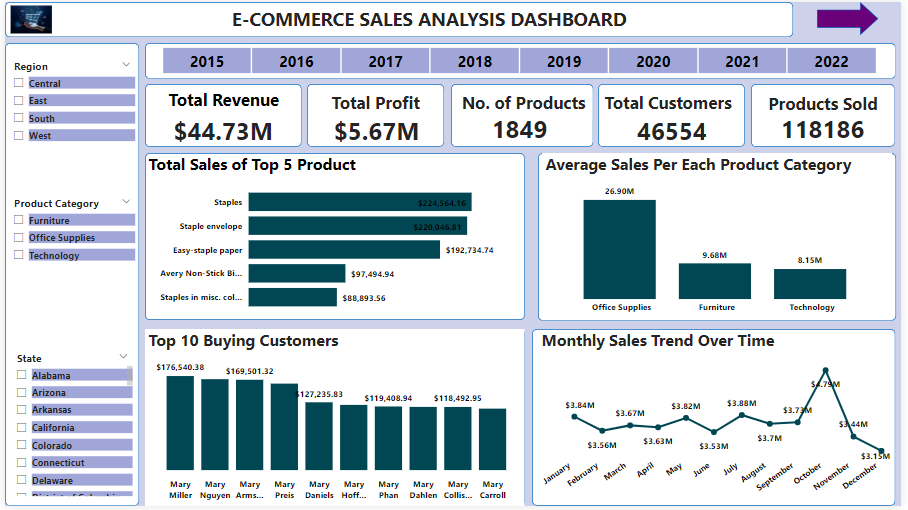 E-COMMERCE SALES ANALYSIS DASHBOARD
Region
Central
East
South
West
Product Category
Furniture
Office Supplies
Technology
State
Alabama
Arizona
Arkansas
California
Colorado
Connecticut
Delaware
2015 2016 2017 2018 2019 2020 2021 2022
Total Revenue
$44.73M
Total Profit
$5.67M
No. of Products
1849
Total Customers
46554
Products Sold
118186
Total Sales of Top 5 Product
Staples $224,564.16
Staple envelope $220,046.81
Easy-staple paper $192,734.74
Avery Non-Stick Bi... $97,494.94
Staples in misc. col... $88,893.56
Average Sales Per Each Product Category
26.90M
9.68M
8.15M
Office Supplies Furniture Technology
Top 10 Buying Customers
$176,540.38 $169,501.32 $127,235.83 $119,408.94 $118,492.95
Mary Mary Mary Mary Mary Mary Mary Mary Mary Mary
Miller Nguyen Arms... Preis Daniels Hoff... Phan Dahlen Collis... Carroll
Monthly Sales Trend Over Time
$3.84M $3.56M $3.67M $3.63M $3.82M $3.53M $3.88M $3.7M $3.73M $4.79M $3.44M $3.15M
January February March April May June July August September October November December